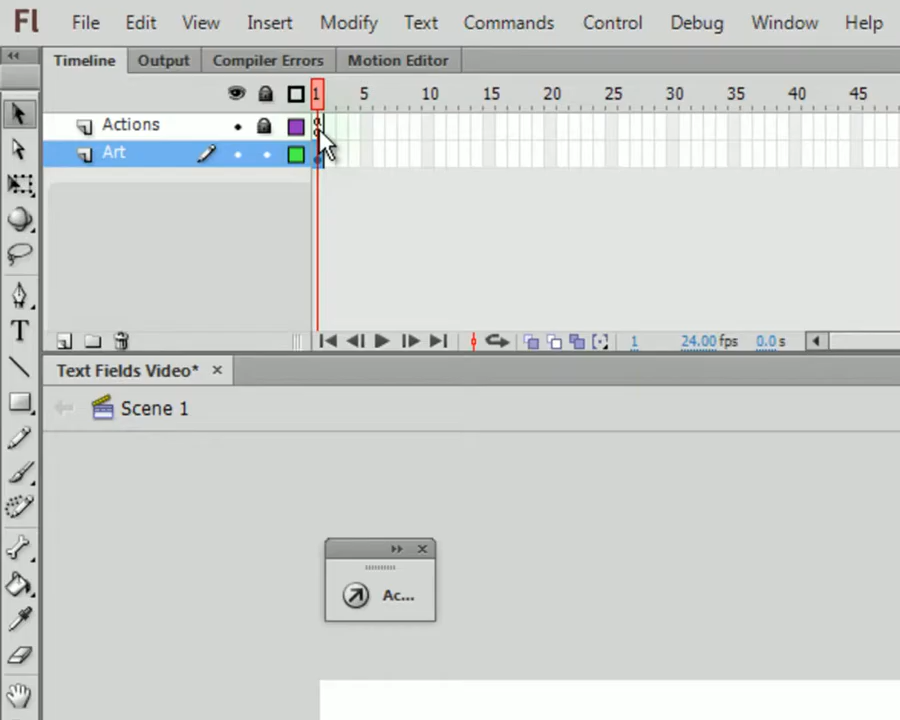 Fl File Edit View Insert Modify Text Commands Control Debug Window Help
Timeline Output Compiler Errors Motion Editor
1 5 10 15 20 25 30 35 40 45
Actions
Art
1 24.00 fps 0.0 s
Text Fields Video* ×
Scene 1
Ac...
T